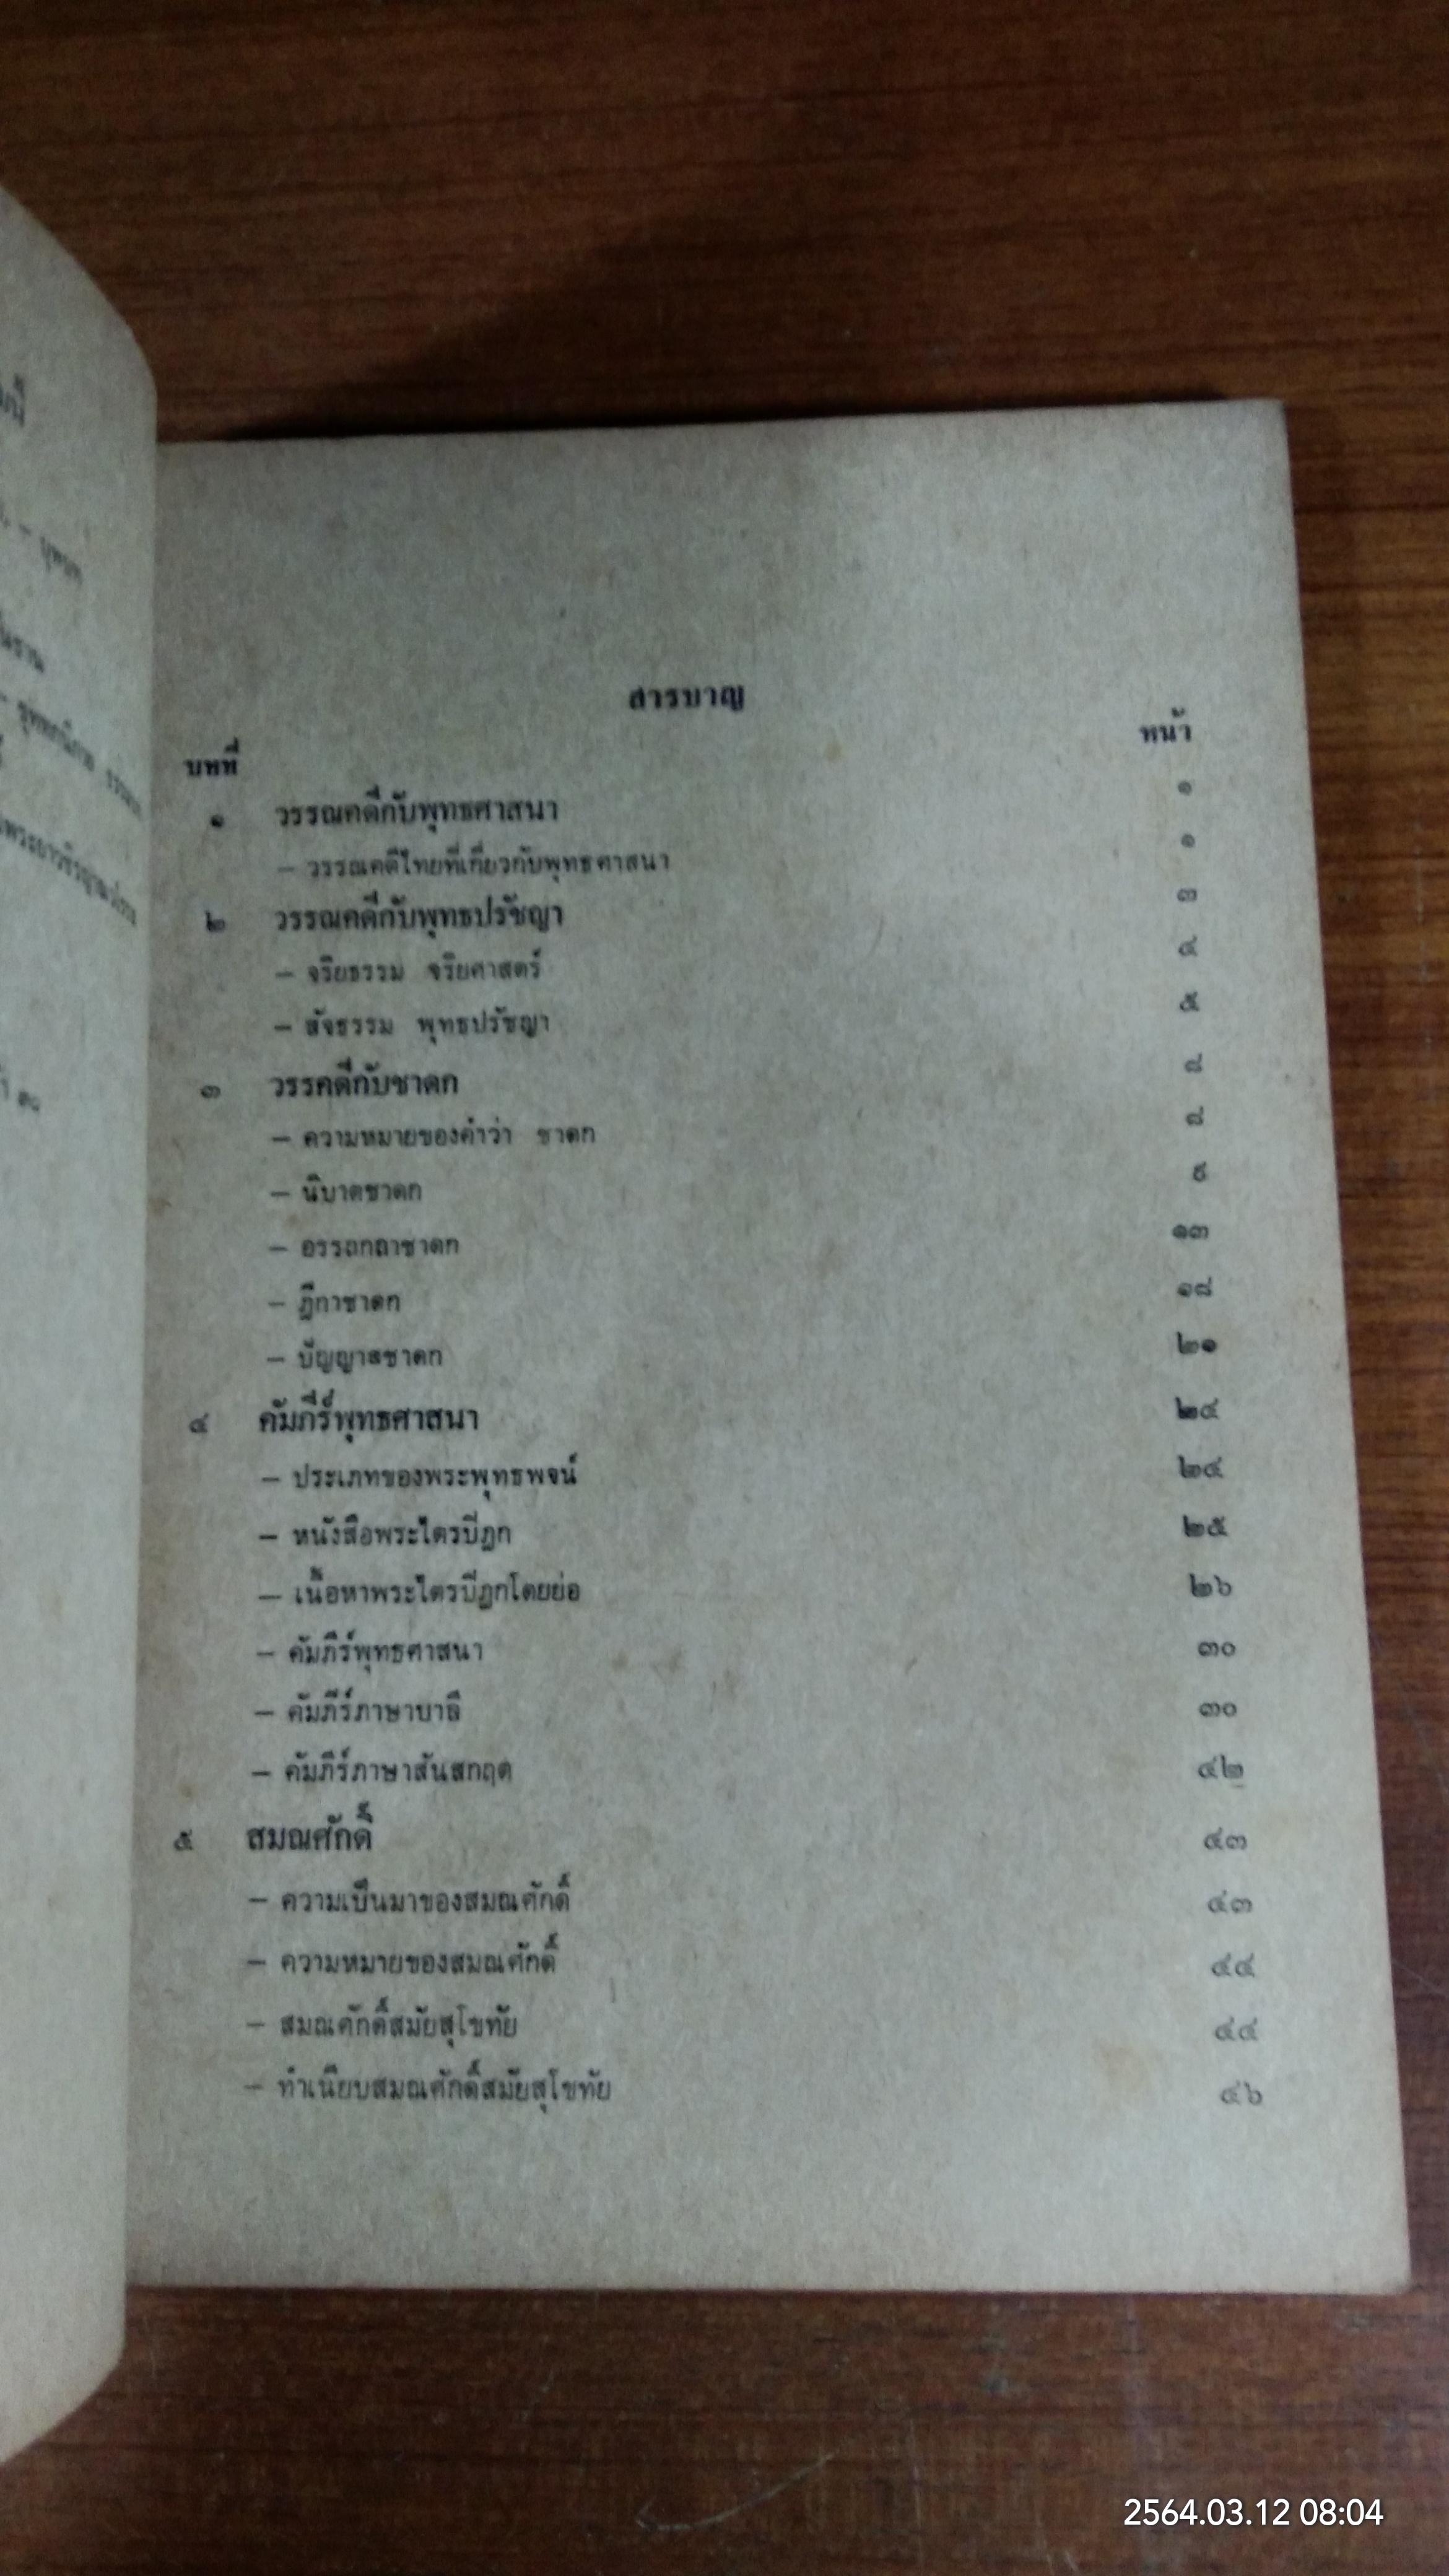 สารบาญ
บทที่ หน้า
๑ วรรณคดีกับพุทธศาสนา ๑
– วรรณคดีไทยที่เกี่ยวกับพุทธศาสนา ๑
๒ วรรณคดีกับพุทธปรัชญา ๓
– จริยธรรม จริยศาสตร์ ๔
– สัจธรรม พุทธปรัชญา ๕
๓ วรรคดีกับชาดก ๘
– ความหมายของคำว่า ชาดก ๘
– นิบาตชาดก ๙
– อรรถกถาชาดก ๑๓
– ฎีกาชาดก ๑๘
– ปัญญาสชาดก ๒๑
๔ คัมภีร์พุทธศาสนา ๒๔
– ประเภทของพระพุทธพจน์ ๒๔
– หนังสือพระไตรปิฎก ๒๕
– เนื้อหาพระไตรปิฎกโดยย่อ ๒๖
– คัมภีร์พุทธศาสนา ๓๐
– คัมภีร์ภาษาบาลี ๓๐
– คัมภีร์ภาษาสันสกฤต ๔๒
๕ สมณศักดิ์ ๔๓
– ความเป็นมาของสมณศักดิ์ ๔๓
– ความหมายของสมณศักดิ์ ๔๔
– สมณศักดิ์สมัยสุโขทัย ๔๔
– ทำเนียบสมณศักดิ์สมัยสุโขทัย ๔๖
2564.03.12 08:04